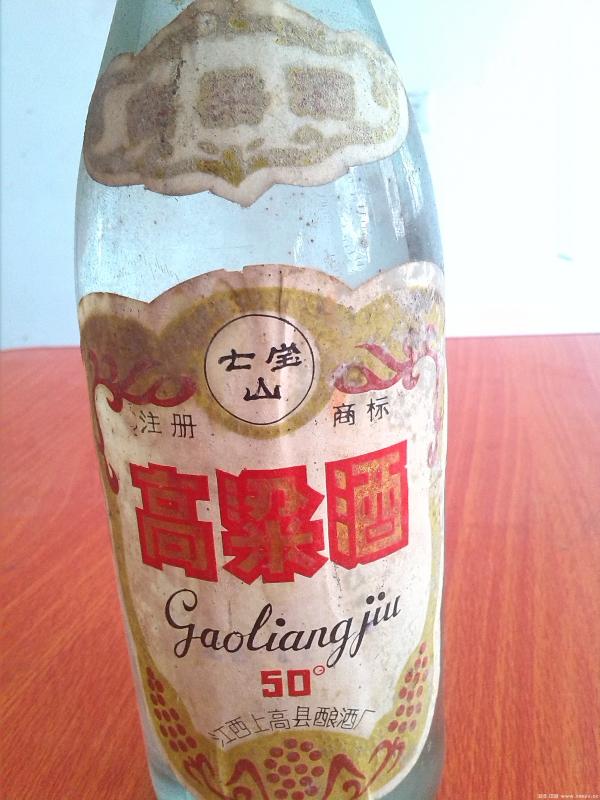 七宝
山
注册 商标
高粱酒
Gaoliangjiu
50°
江西上高县酿酒厂